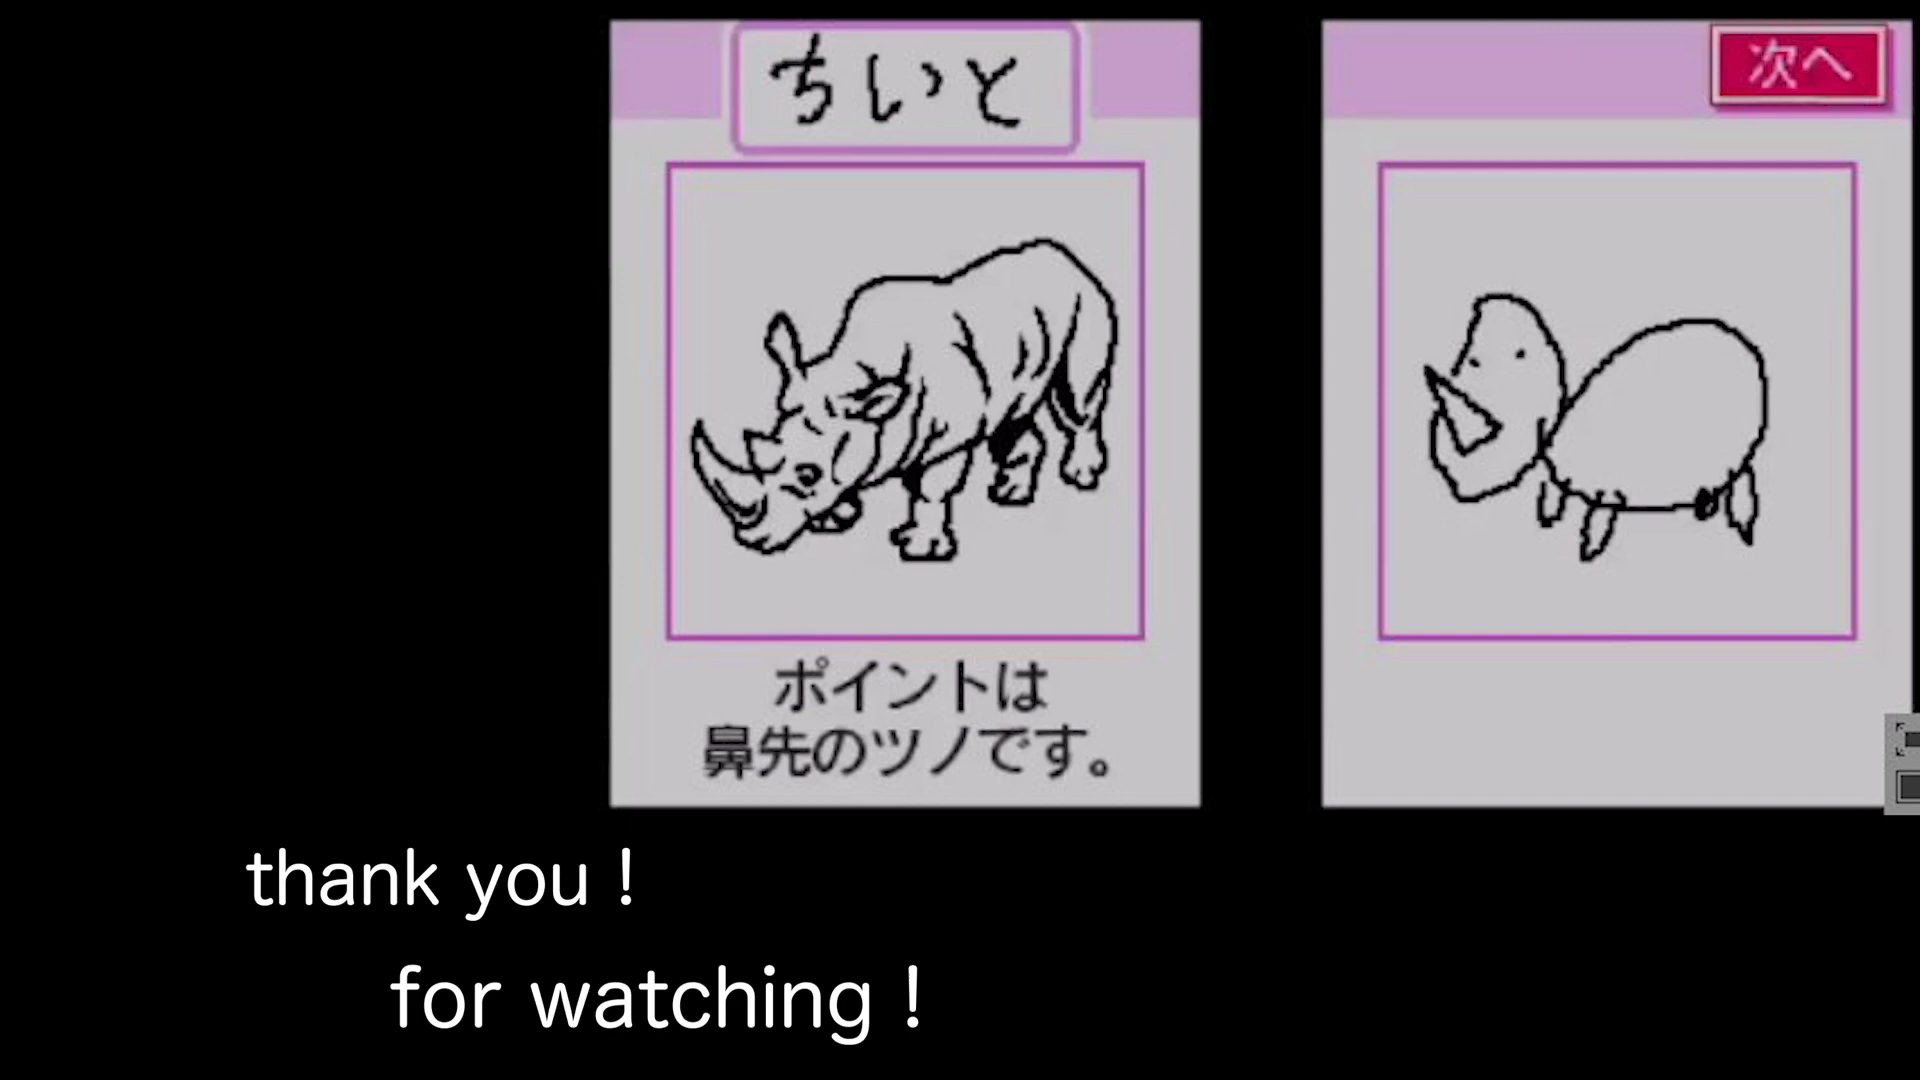 ちいと
次へ
ポイントは
鼻先のツノです。
thank you！
for watching！